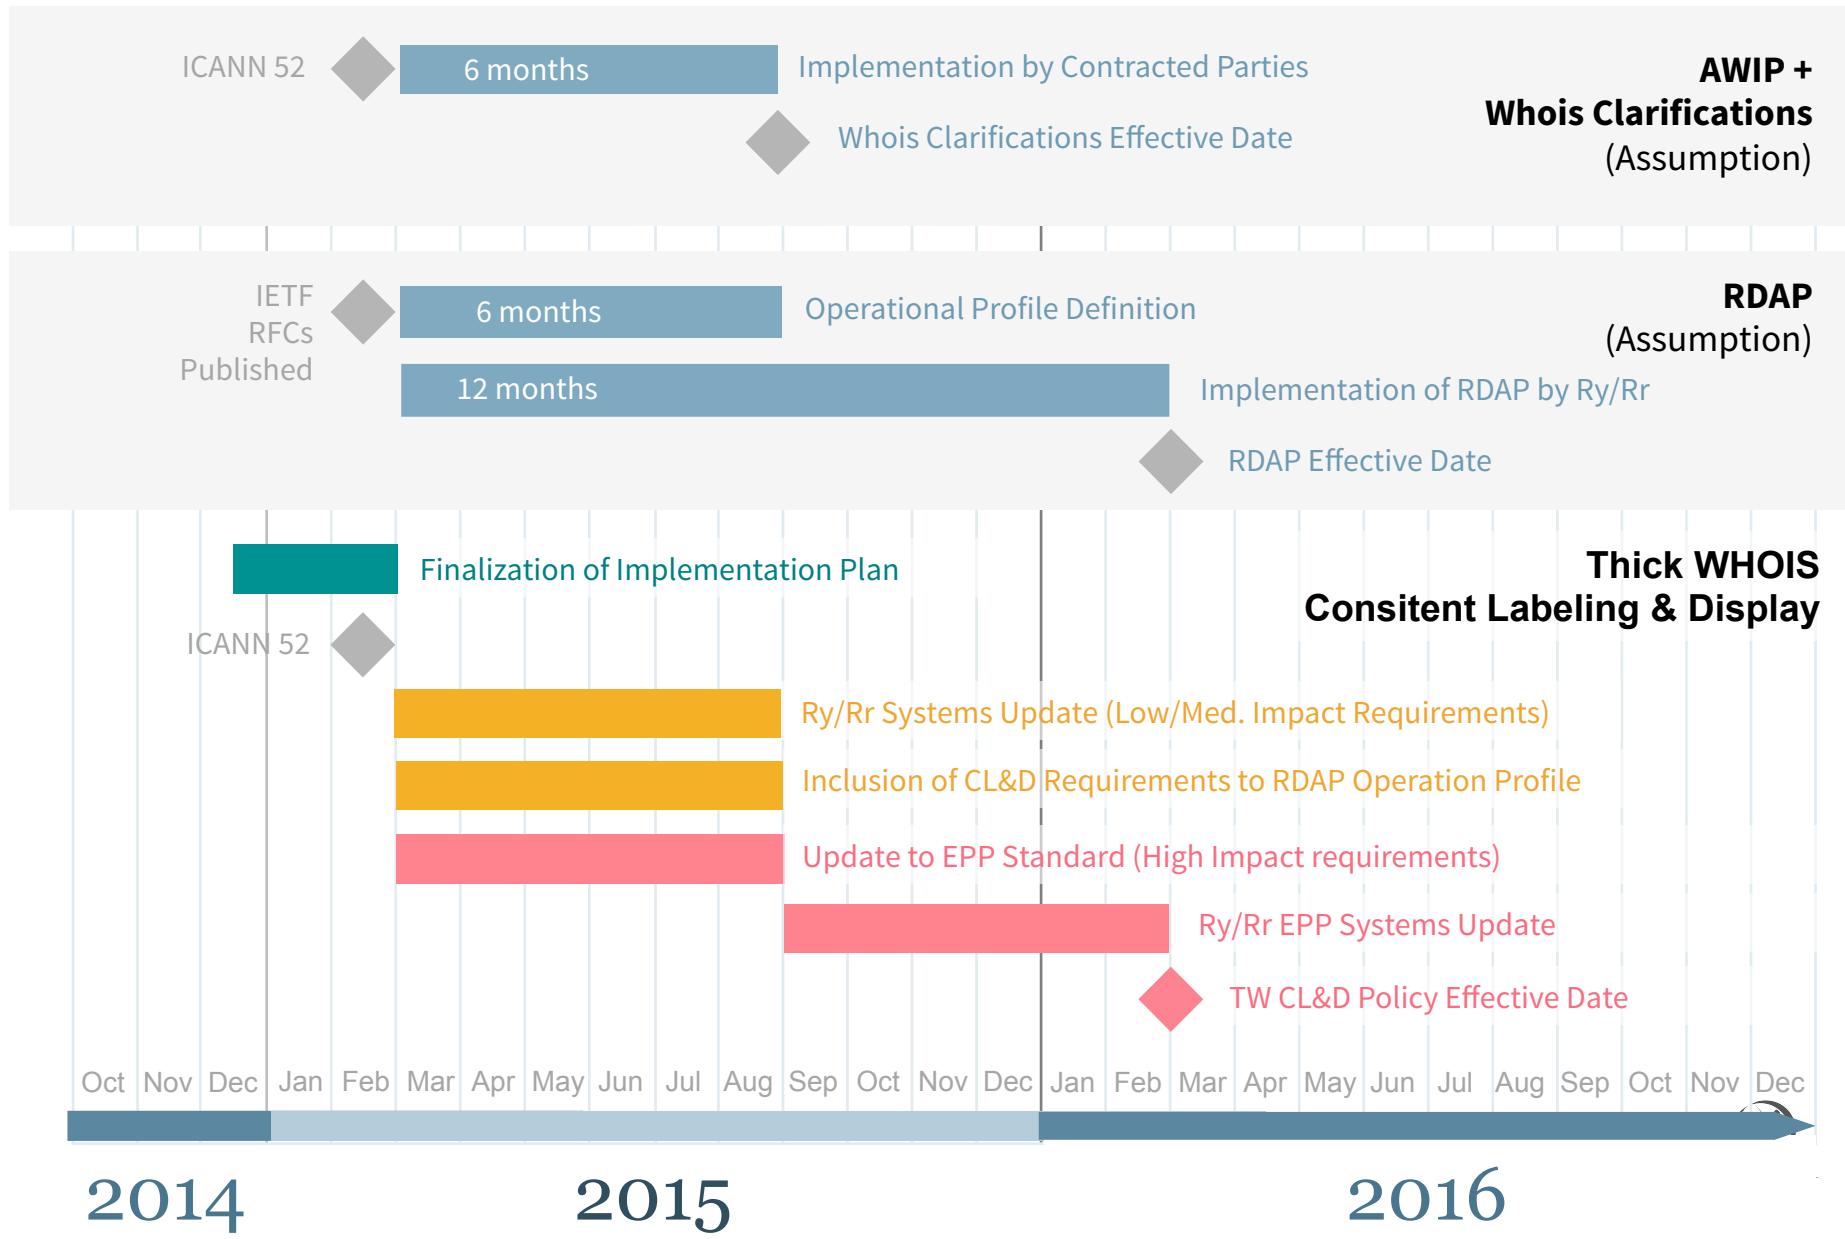 ICANN 52
6 months
Implementation by Contracted Parties
Whois Clarifications Effective Date
AWIP +
Whois Clarifications
(Assumption)
IETF
RFCs
Published
6 months
Operational Profile Definition
12 months
Implementation of RDAP by Ry/Rr
RDAP Effective Date
RDAP
(Assumption)
Finalization of Implementation Plan
Thick WHOIS
Consitent Labeling & Display
ICANN 52
Ry/Rr Systems Update (Low/Med. Impact Requirements)
Inclusion of CL&D Requirements to RDAP Operation Profile
Update to EPP Standard (High Impact requirements)
Ry/Rr EPP Systems Update
TW CL&D Policy Effective Date
Oct Nov Dec Jan Feb Mar Apr May Jun Jul Aug Sep Oct Nov Dec Jan Feb Mar Apr May Jun Jul Aug Sep Oct Nov Dec
2014 2015 2016